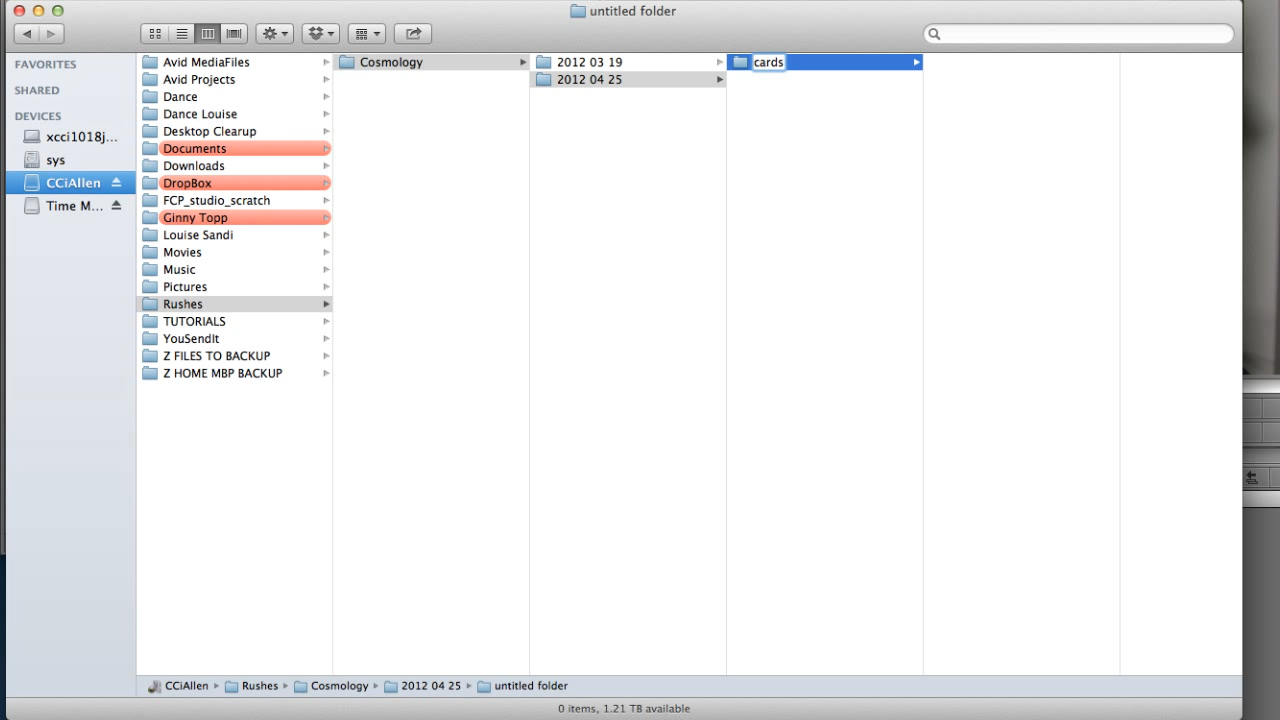 untitled folder
FAVORITES
SHARED
DEVICES
xcci1018j...
sys
CCiAllen
Time M...
Avid MediaFiles
Avid Projects
Dance
Dance Louise
Desktop Clearup
Documents
Downloads
DropBox
FCP_studio_scratch
Ginny Topp
Louise Sandi
Movies
Music
Pictures
Rushes
TUTORIALS
YouSendIt
Z FILES TO BACKUP
Z HOME MBP BACKUP
Cosmology
2012 03 19
2012 04 25
cards
CCiAllen Rushes Cosmology 2012 04 25 untitled folder
0 items, 1.21 TB available